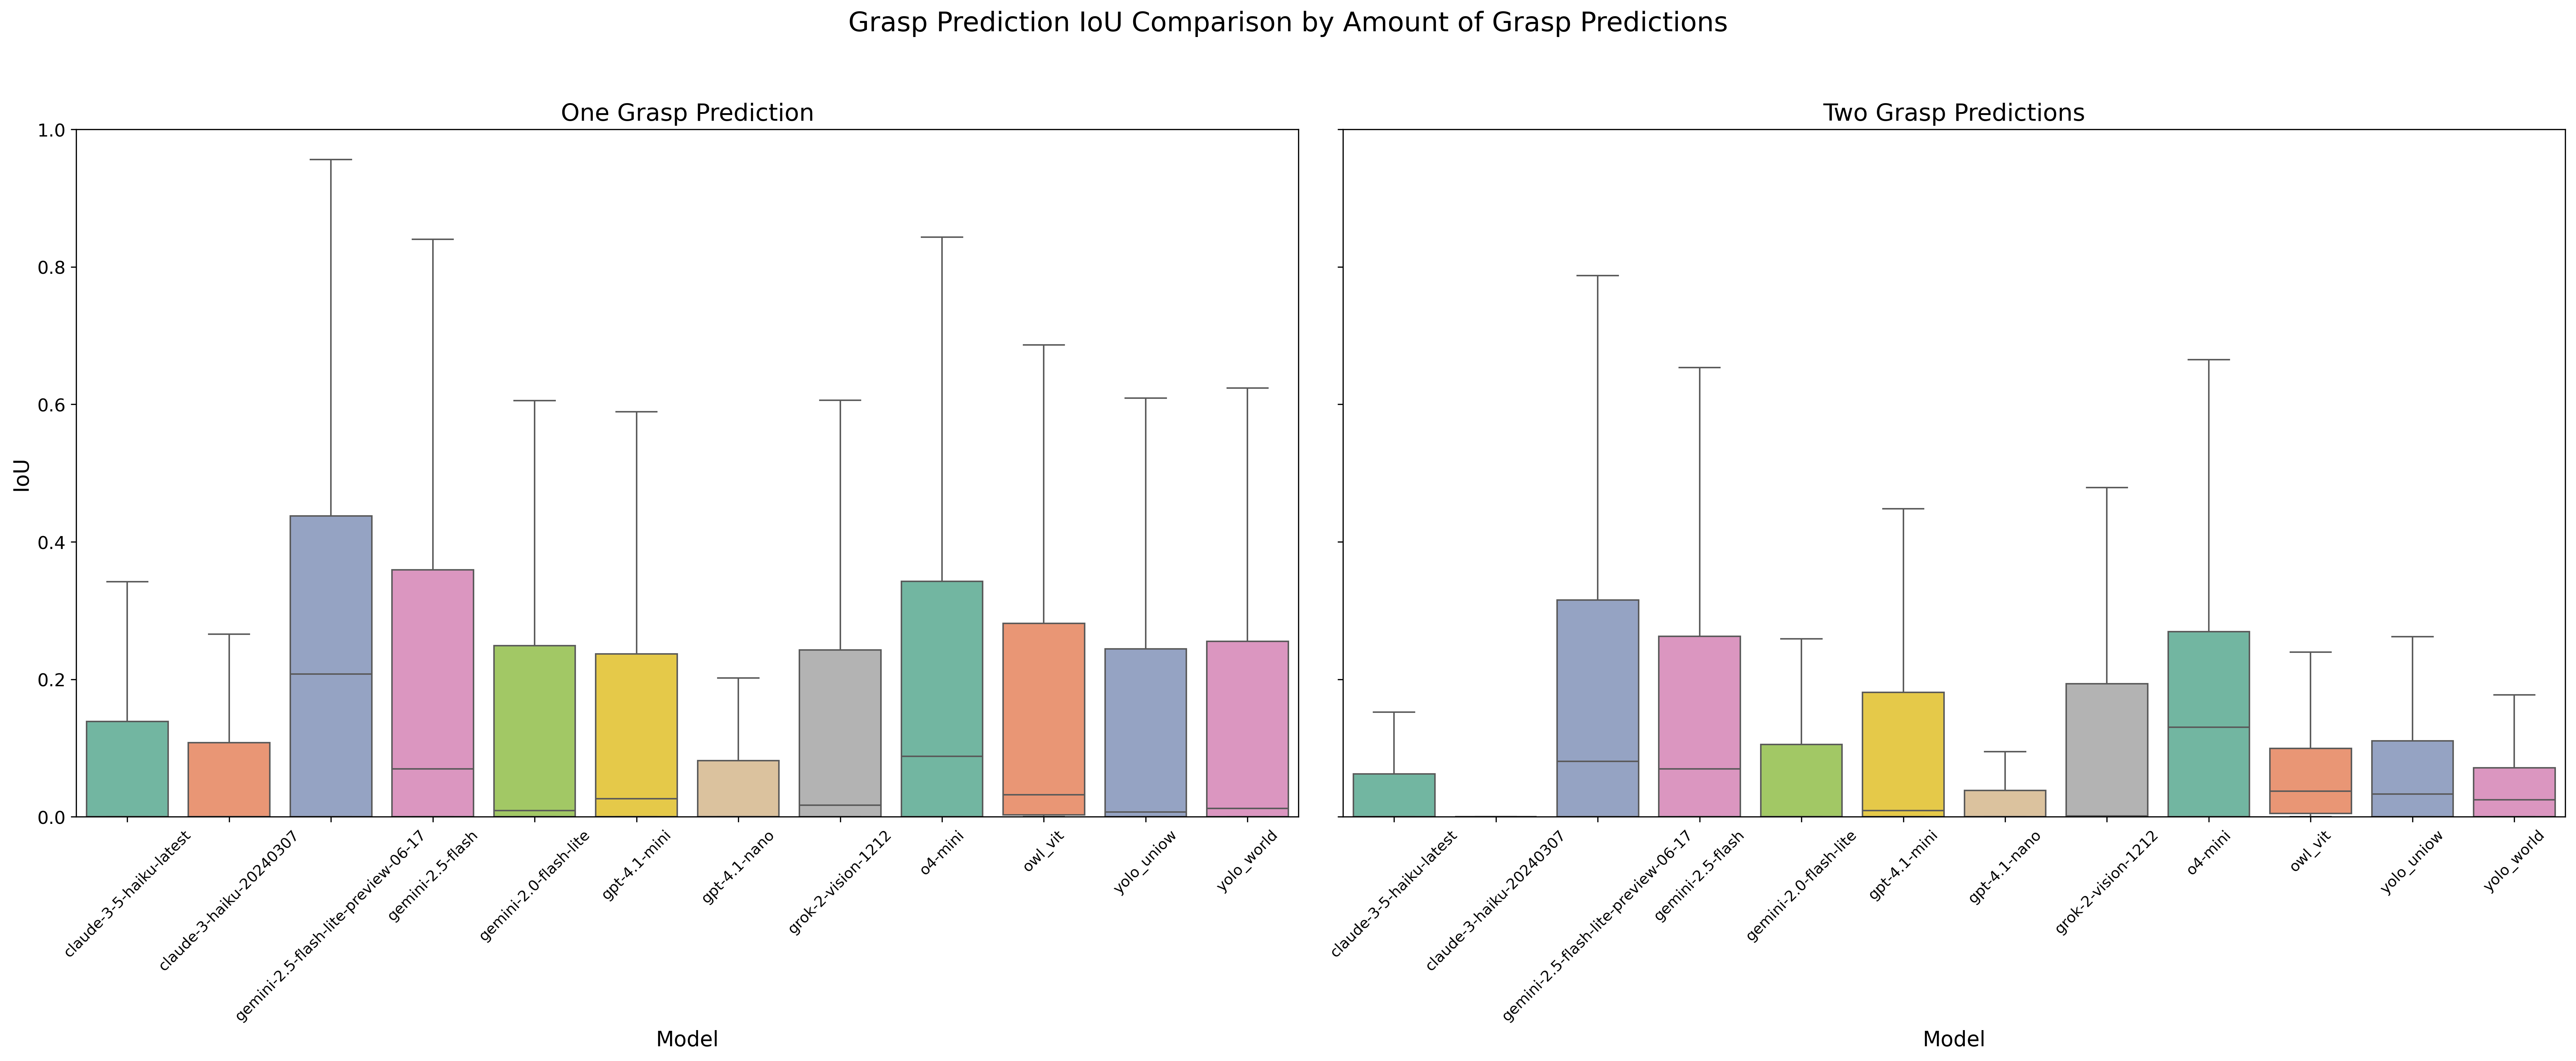 Grasp Prediction IoU Comparison by Amount of Grasp Predictions
One Grasp Prediction
IoU
1.0
0.8
0.6
0.4
0.2
0.0
claude-3-5-haiku-latest
claude-3-haiku-20240307
gemini-2.5-flash-lite-preview-06-17
gemini-2.5-flash
gemini-2.0-flash-lite
gpt-4.1-mini
gpt-4.1-nano
grok-2-vision-1212
o4-mini
owl_vit
yolo_uniow
yolo_world
Model
Two Grasp Predictions
claude-3-5-haiku-latest
claude-3-haiku-20240307
gemini-2.5-flash-lite-preview-06-17
gemini-2.5-flash
gemini-2.0-flash-lite
gpt-4.1-mini
gpt-4.1-nano
grok-2-vision-1212
o4-mini
owl_vit
yolo_uniow
yolo_world
Model